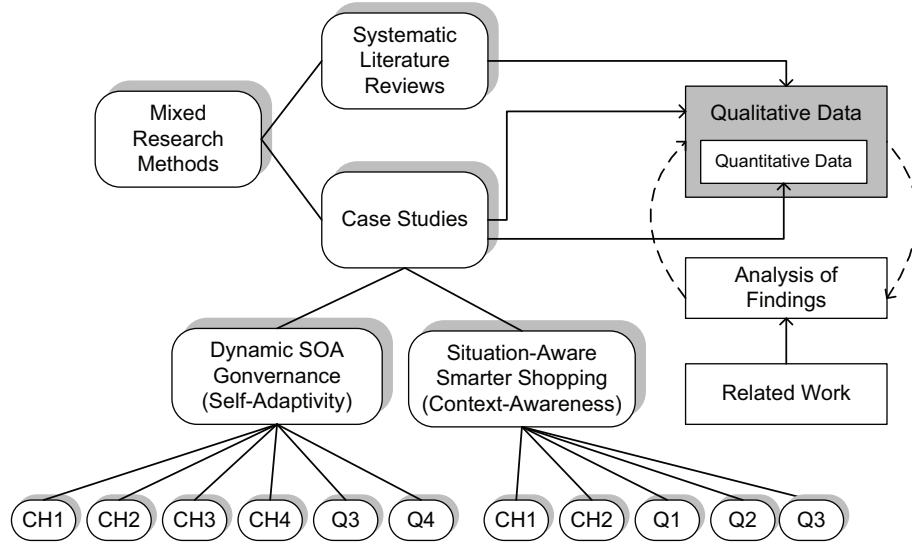 Systematic
Literature
Reviews
Mixed
Research
Methods
Qualitative Data
Quantitative Data
Case Studies
Analysis of
Findings
Dynamic SOA
Gonvernance
(Self-Adaptivity)
Situation-Aware
Smarter Shopping
(Context-Awareness)
Related Work
CH1
CH2
CH3
CH4
Q3
Q4
CH1
CH2
Q1
Q2
Q3